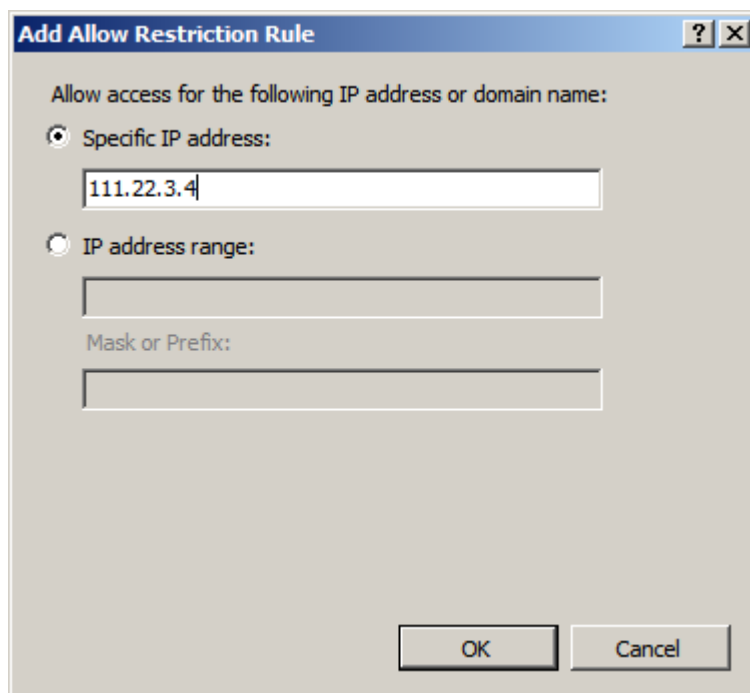 Add Allow Restriction Rule
Allow access for the following IP address or domain name:
Specific IP address:
111.22.3.4
IP address range:
Mask or Prefix:
OK Cancel